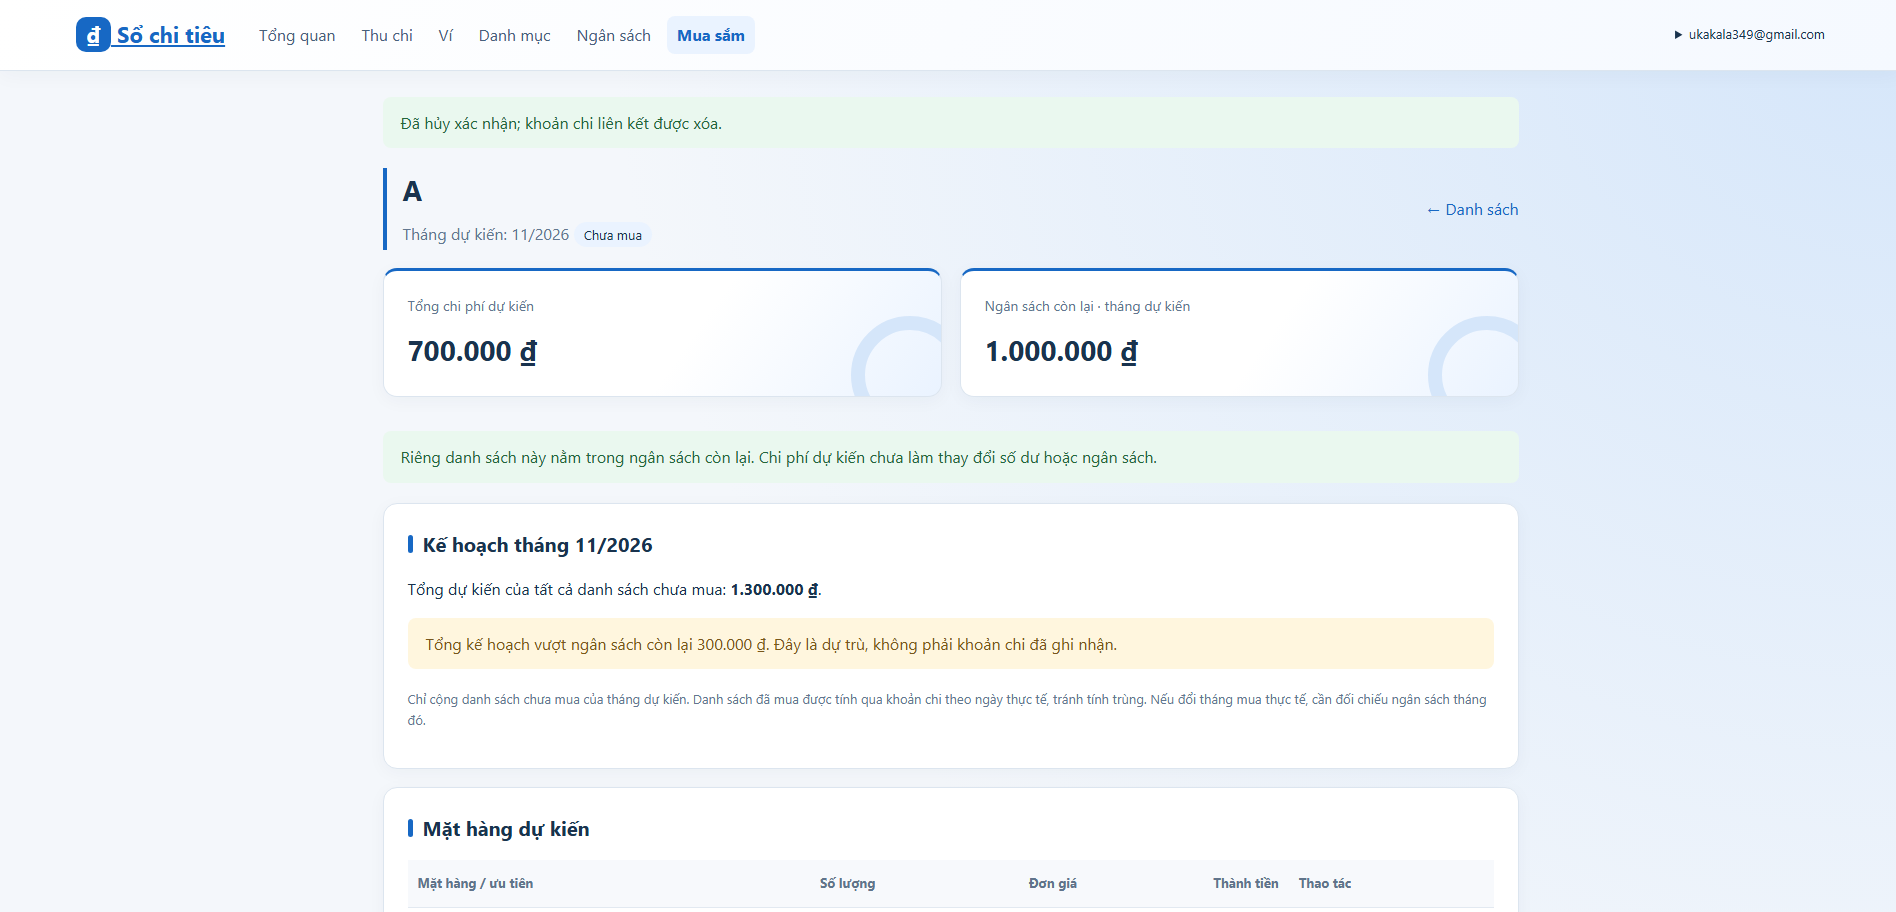 đ Sổ chi tiêu Tổng quan Thu chi Ví Danh mục Ngân sách Mua sắm ▶ ukakala349@gmail.com
Đã hủy xác nhận; khoản chi liên kết được xóa.
A
← Danh sách
Tháng dự kiến: 11/2026 Chưa mua
Tổng chi phí dự kiến
700.000 ₫
Ngân sách còn lại · tháng dự kiến
1.000.000 ₫
Riêng danh sách này nằm trong ngân sách còn lại. Chi phí dự kiến chưa làm thay đổi số dư hoặc ngân sách.
Kế hoạch tháng 11/2026
Tổng dự kiến của tất cả danh sách chưa mua: 1.300.000 ₫.
Tổng kế hoạch vượt ngân sách còn lại 300.000 ₫. Đây là dự trù, không phải khoản chi đã ghi nhận.
Chỉ cộng danh sách chưa mua của tháng dự kiến. Danh sách đã mua được tính qua khoản chi theo ngày thực tế, tránh tính trùng. Nếu đổi tháng mua thực tế, cần đối chiếu ngân sách tháng
đó.
Mặt hàng dự kiến
Mặt hàng / ưu tiên Số lượng Đơn giá Thành tiền Thao tác